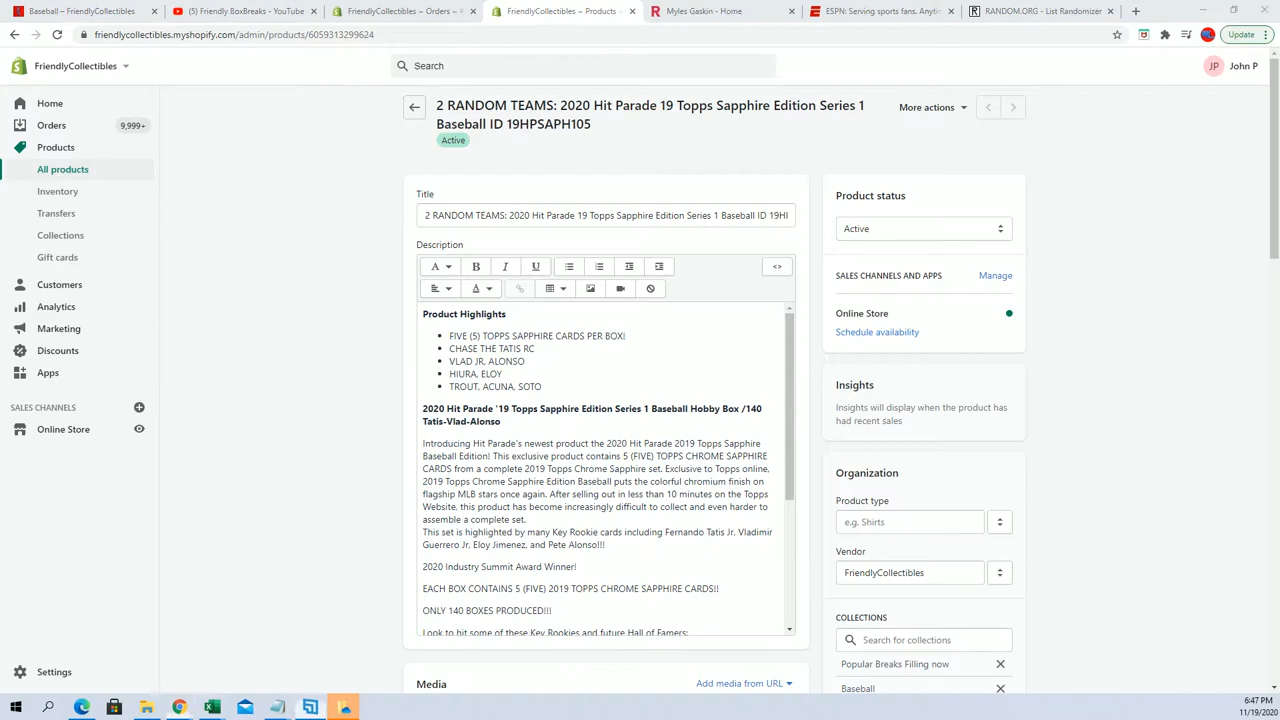 Baseball – FriendlyCollectibles
(5) Friendly BoxBreaks - YouTube
FriendlyCollectibles ~ Orders ~
FriendlyCollectibles ~ Products ~
Myles Gaskin - Home
ESPN: Serving sports fans. Anyti
RANDOM.ORG - List Randomizer
friendlycollectibles.myshopify.com/admin/products/6059313299624
Update
FriendlyCollectibles
Search
JP
John P
Home
Orders
9,999+
Products
All products
Inventory
Transfers
Collections
Gift cards
Customers
Analytics
Marketing
Discounts
Apps
SALES CHANNELS
Online Store
Settings
2 RANDOM TEAMS: 2020 Hit Parade 19 Topps Sapphire Edition Series 1
Baseball ID 19HPSAPH105
Active
More actions
Title
2 RANDOM TEAMS: 2020 Hit Parade 19 Topps Sapphire Edition Series 1 Baseball ID 19HI
Description
A
B
I
U
<>
A
Product Highlights
• FIVE (5) TOPPS SAPPHIRE CARDS PER BOX!
• CHASE THE TATIS RC
• VLAD JR, ALONSO
• HIURA, ELOY
• TROUT, ACUNA, SOTO
2020 Hit Parade '19 Topps Sapphire Edition Series 1 Baseball Hobby Box /140
Tatis-Vlad-Alonso
Introducing Hit Parade's newest product the 2020 Hit Parade 2019 Topps Sapphire
Baseball Edition! This exclusive product contains 5 (FIVE) TOPPS CHROME SAPPHIRE
CARDS from a complete 2019 Topps Chrome Sapphire set. Exclusive to Topps online,
2019 Topps Chrome Sapphire Edition Baseball puts the colorful chromium finish on
flagship MLB stars once again. After selling out in less than 10 minutes on the Topps
Website, this product has become increasingly difficult to collect and even harder to
assemble a complete set.
This set is highlighted by many Key Rookie cards including Fernando Tatis Jr, Vladimir
Guerrero Jr, Eloy Jimenez, and Pete Alonso!!!
2020 Industry Summit Award Winner!
EACH BOX CONTAINS 5 (FIVE) 2019 TOPPS CHROME SAPPHIRE CARDS!!
ONLY 140 BOXES PRODUCED!!!
Look to hit some of these Key Rookies and future Hall of Famers:
Media
Add media from URL
Product status
Active
SALES CHANNELS AND APPS
Manage
Online Store
Schedule availability
Insights
Insights will display when the product has
had recent sales
Organization
Product type
e.g. Shirts
Vendor
FriendlyCollectibles
COLLECTIONS
Search for collections
Popular Breaks Filling now
Baseball
6:47 PM
11/19/2020